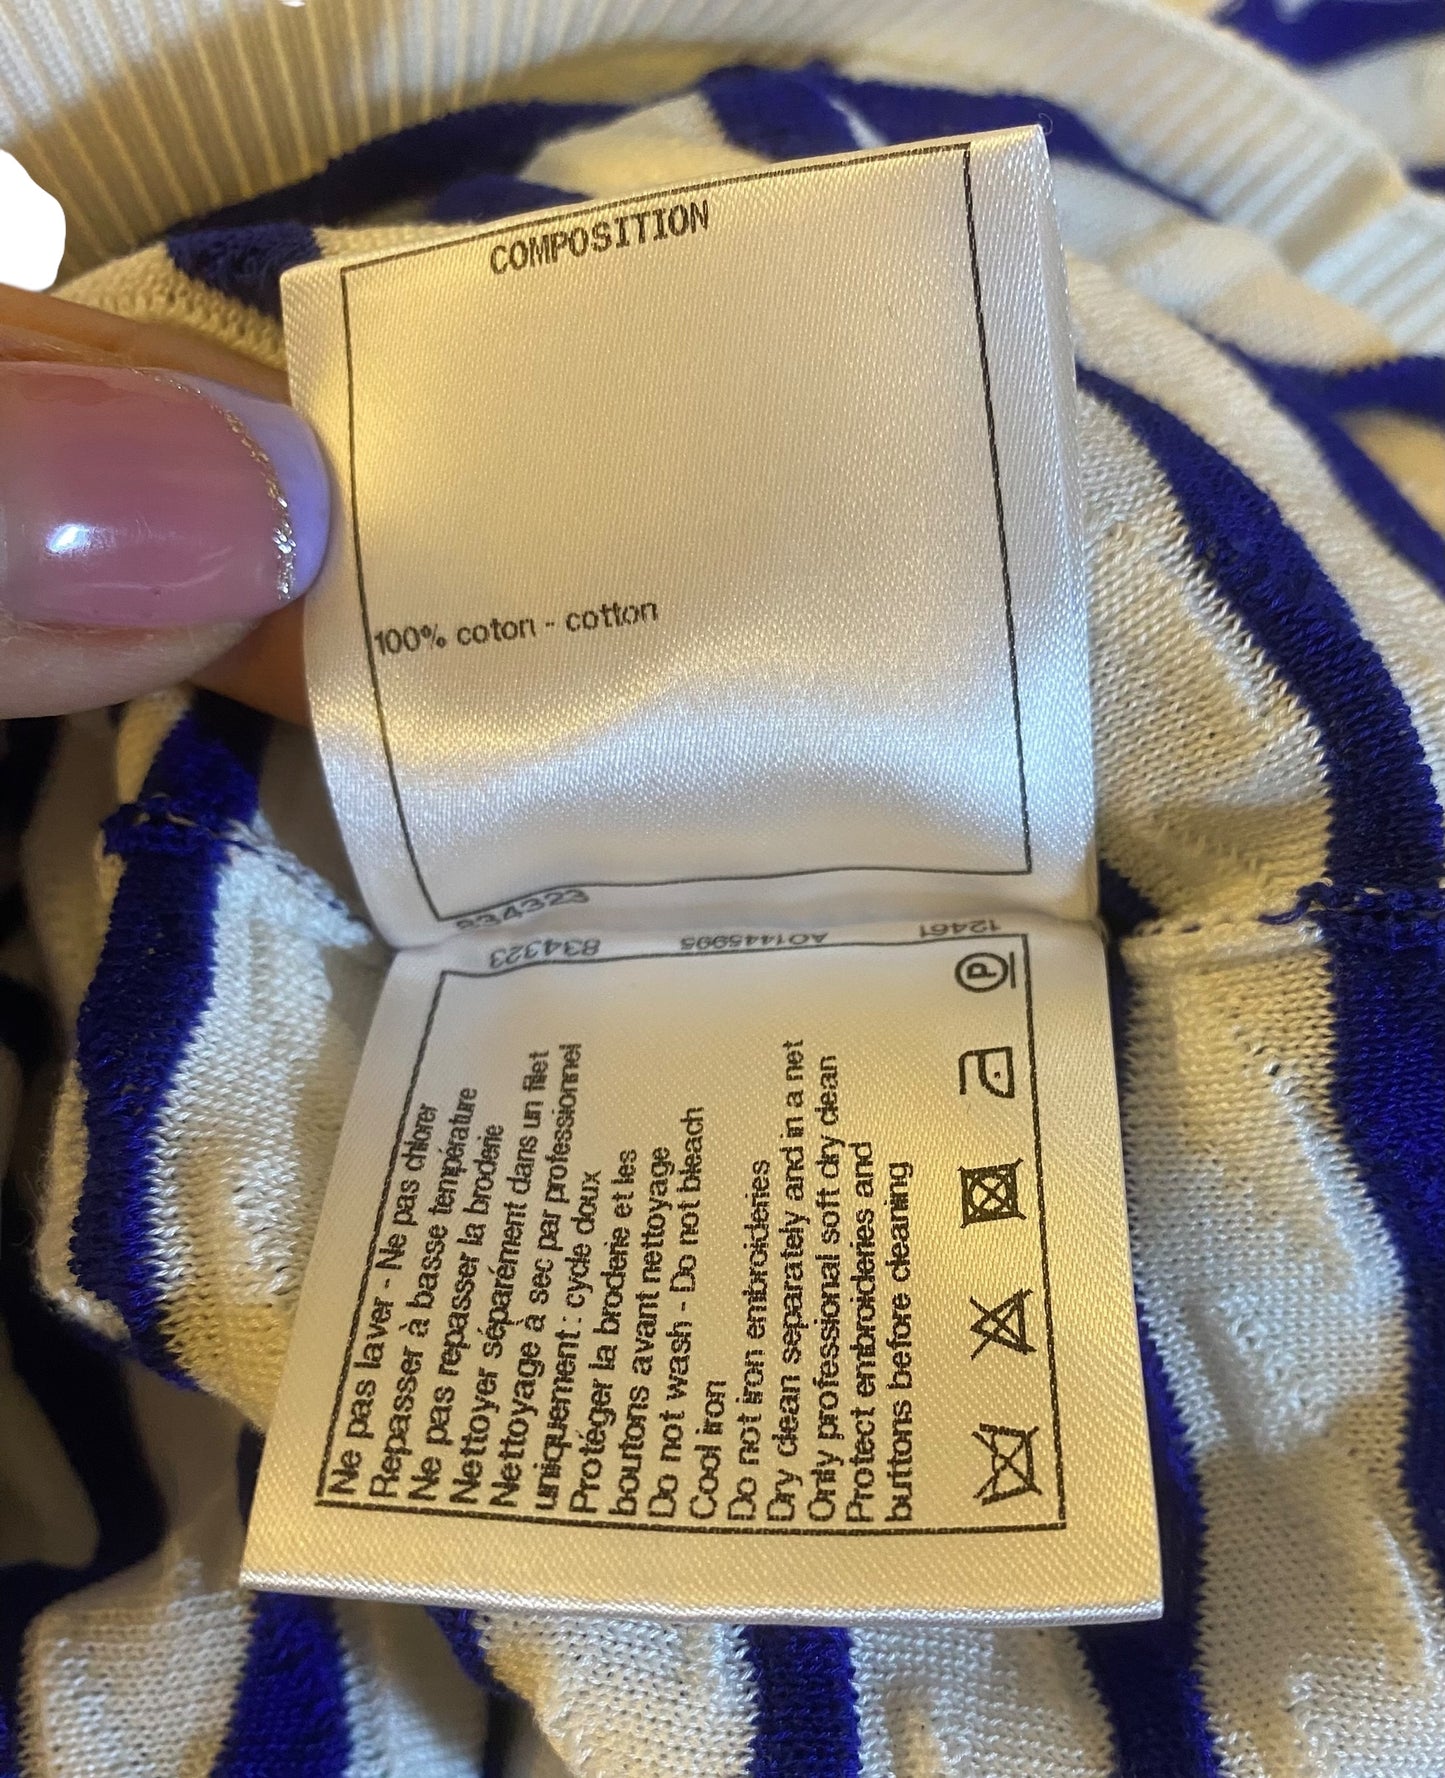 COMPOSITION
100% coton - cotton
834323
834323 A01445995 12461
Ne pas laver - Ne pas chlorer
Repasser à basse température
Ne pas repasser la broderie
Nettoyer séparément dans un filet
Nettoyage à sec par professionnel
uniquement : cycle doux
Protéger la broderie et les
boutons avant nettoyage
Do not wash - Do not bleach
Cool iron
Do not iron embroideries
Dry clean separately and in a net
Only professional soft dry clean
Protect embroideries and
buttons before cleaning
P